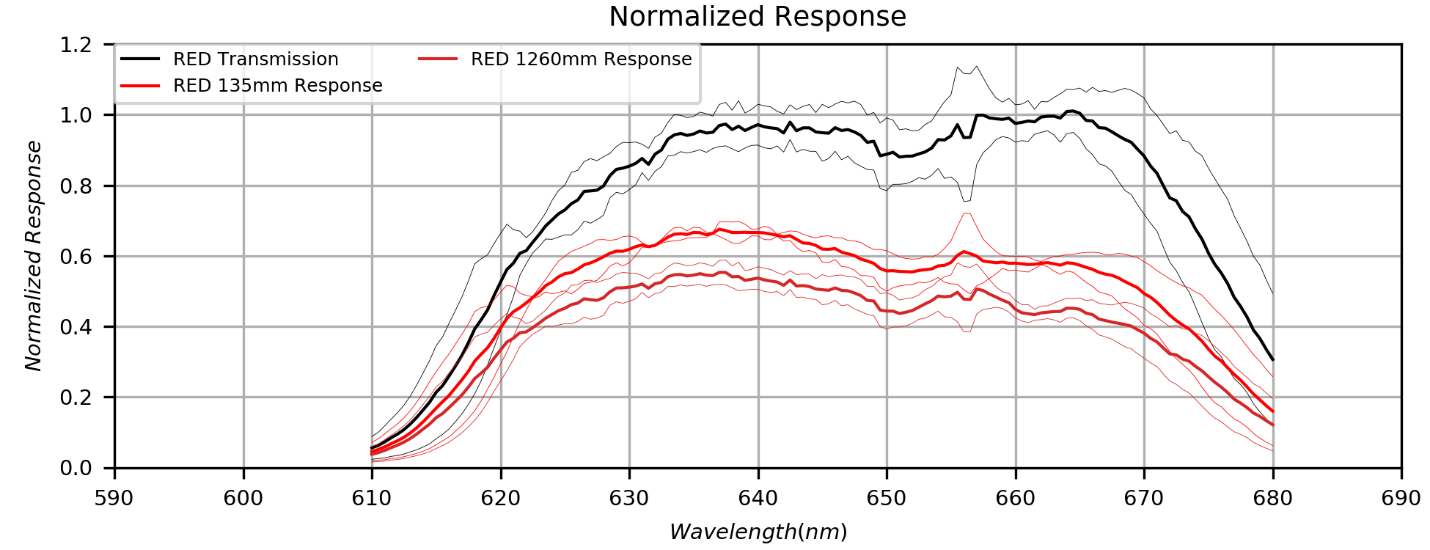 Normalized Response
RED Transmission
RED 135mm Response
RED 1260mm Response
Normalized Response
1.2
1.0
0.8
0.6
0.4
0.2
0.0
590 600 610 620 630 640 650 660 670 680 690
Wavelength(nm)